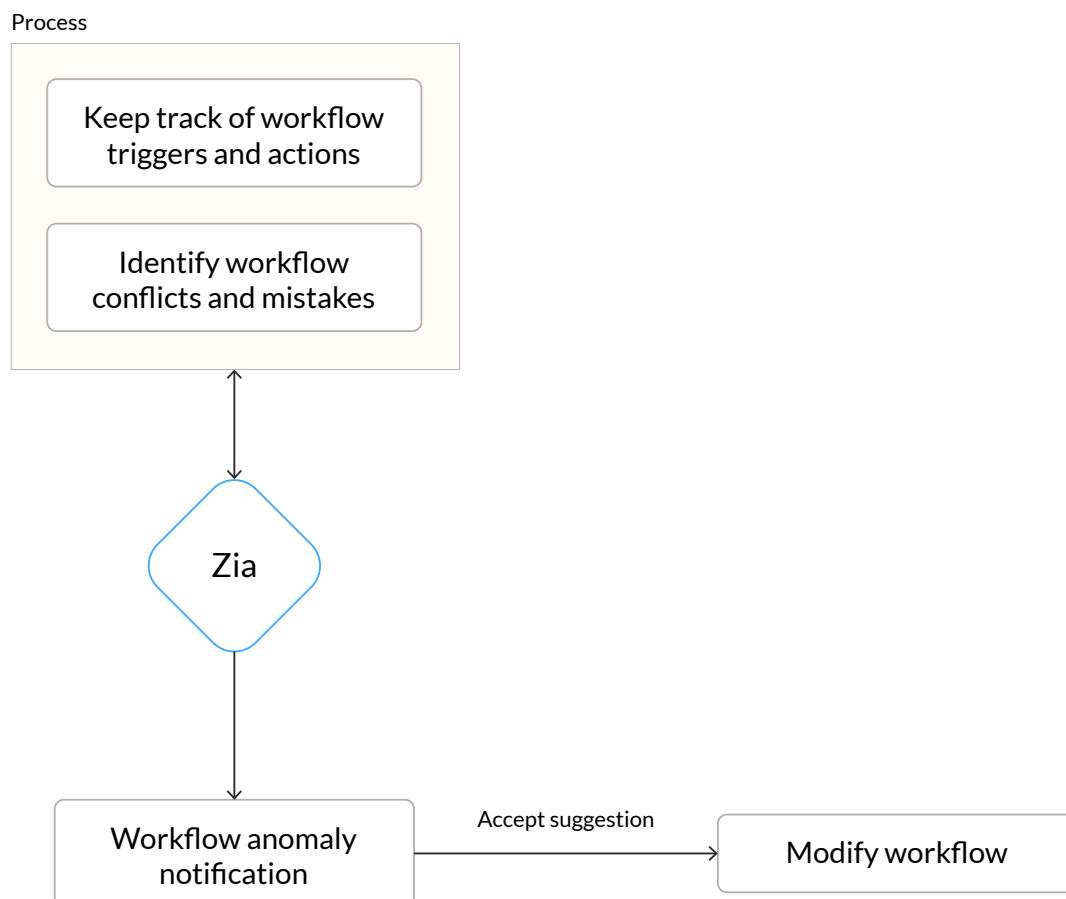 Process
Keep track of workflow
triggers and actions
Identify workflow
conflicts and mistakes
Zia
Workflow anomaly
notification
Accept suggestion
Modify workflow